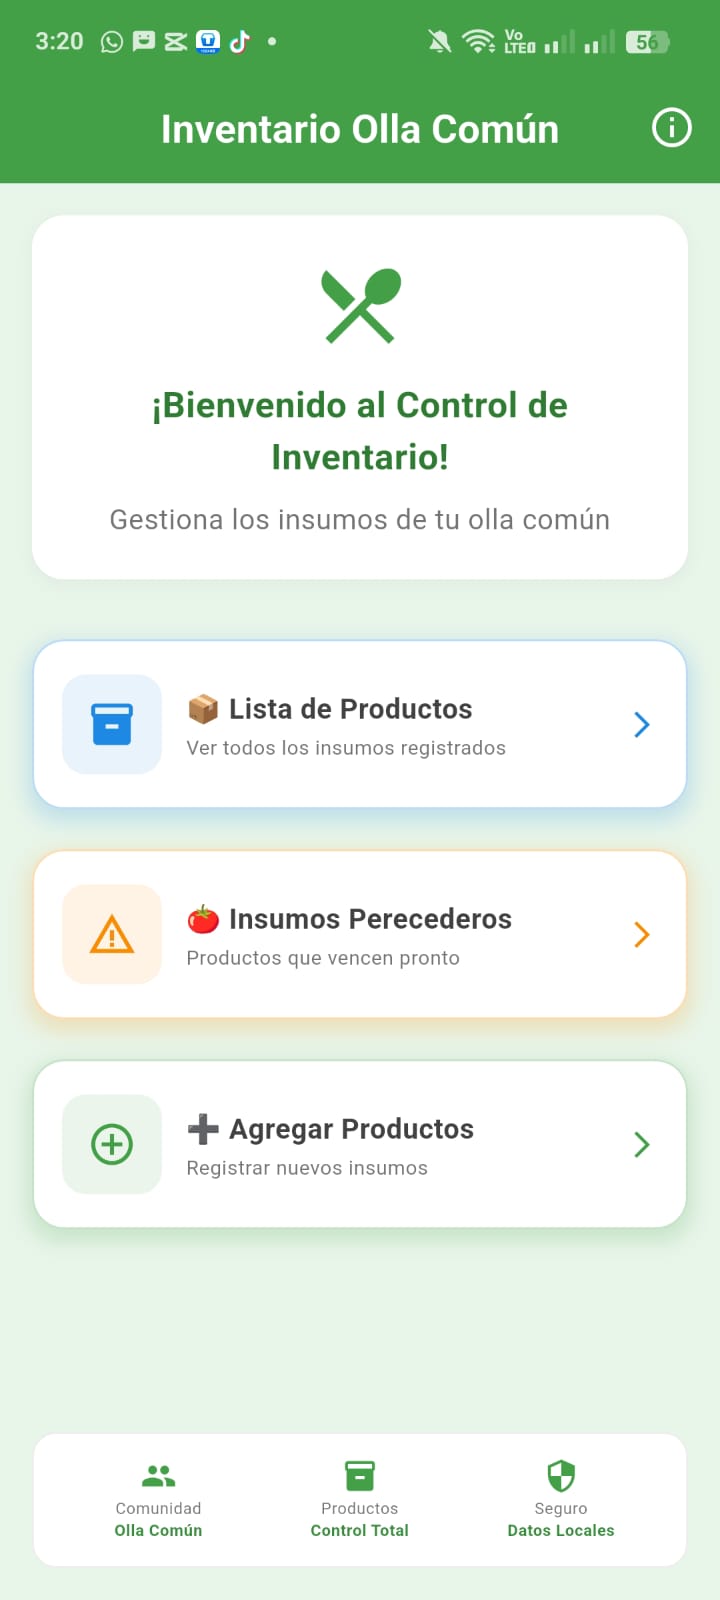 3:20
Vo
LTE
56
Inventario Olla Común
¡Bienvenido al Control de
Inventario!
Gestiona los insumos de tu olla común
📦 Lista de Productos
Ver todos los insumos registrados
🍅 Insumos Perecederos
Productos que vencen pronto
➕ Agregar Productos
Registrar nuevos insumos
Comunidad
Olla Común
Productos
Control Total
Seguro
Datos Locales